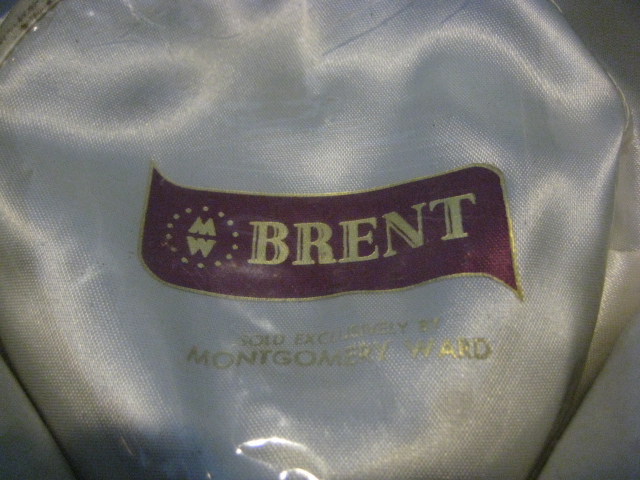 MW BRENT
SOLD EXCLUSIVELY BY
MONTGOMERY WARD